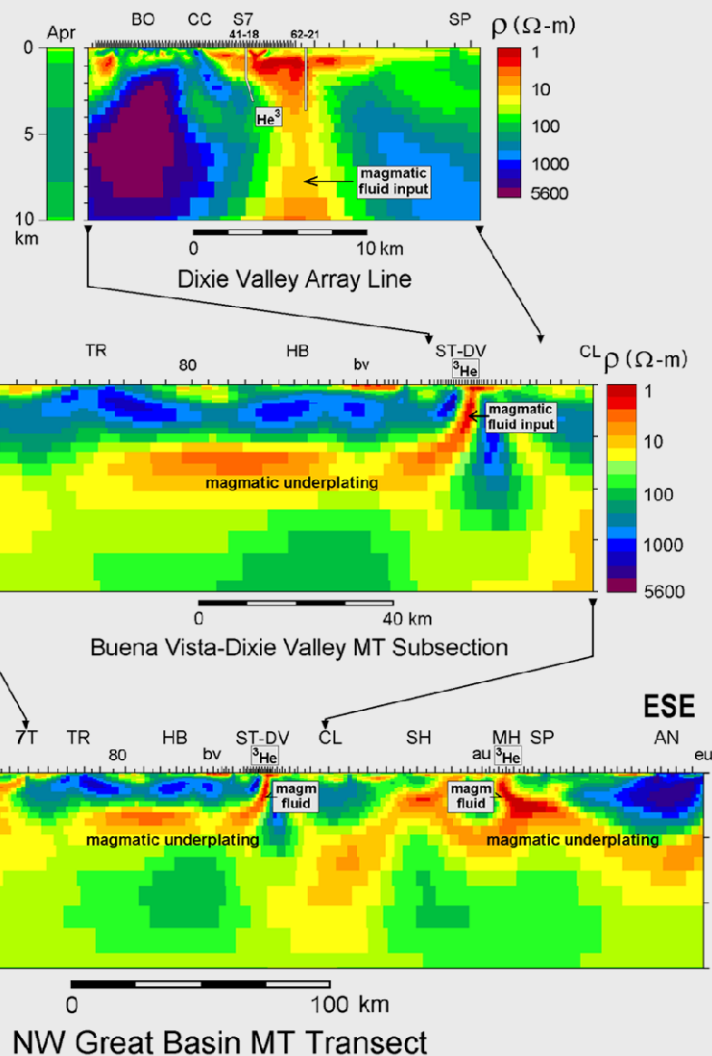 Apr BO CC S7 SP ρ (Ω-m)
41-18 62-21
0 1
10
He3
100
5
magmatic
fluid input
1000
5600
10
km
0 10 km
Dixie Valley Array Line
TR 80 HB bv ST-DV CL ρ (Ω-m)
3He
1
magmatic
fluid input
10
magmatic underplating
100
1000
5600
0 40 km
Buena Vista-Dixie Valley MT Subsection
ESE
7T TR 80 HB bv ST-DV CL SH au MH SP AN eu
3He 3He
magm
fluid
magm
fluid
magmatic underplating magmatic underplating
0 100 km
NW Great Basin MT Transect